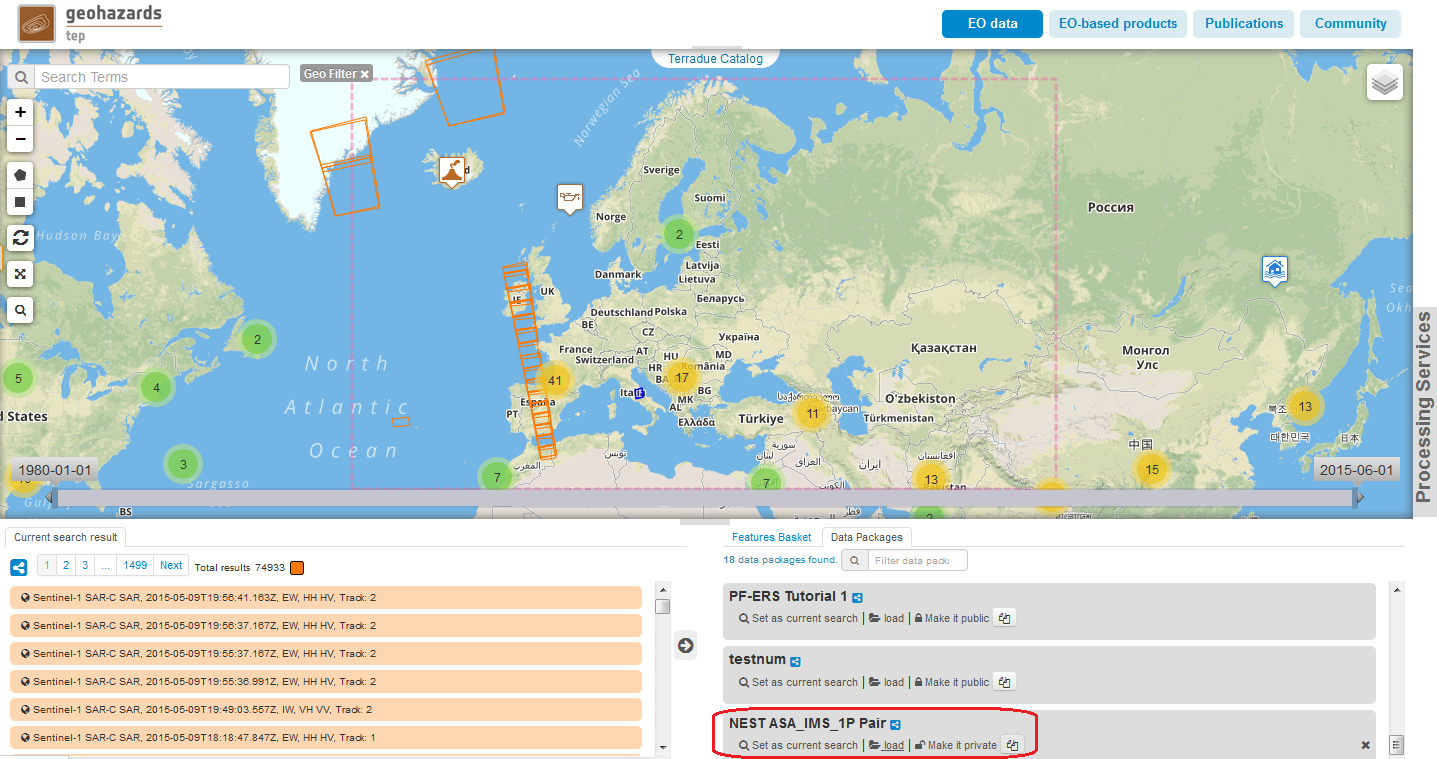 geohazards
tep
EO data
EO-based products
Publications
Community
Terradue Catalog
Search Terms
Geo Filter ✖
+
−
Norwegian Sea
Sverige
Suomi
Norge
Россия
2
Eesti
Hudson Bay
Latvija
Lietuva
Danmark
UK
IE
Беларусь
Deutschland
Polska
BE
CZ
Україна
France
AT
HU
MD
Switzerland
HR
România
2
North
Atlantic
Ocean
Қазақстан
Монгол
Улс
5
4
41
17
BA
BG
Ita
IT
MK
AL
España
PT
Ελλάδα
Türkiye
11
O'zbekiston
Türkmenistan
13
d States
中国
日本
대한민국
3
7
7
13
15
المغرب
تونس
سورية
العراق
ایران
افغانستان
الكويت
قطر
1980-01-01
2015-06-01
Sargasso
Sea
BS
Processing Services
Current search result
1
2
3
...
1499
Next
Total results 74933
Sentinel-1 SAR-C SAR, 2015-05-09T19:56:41.163Z, EW, HH HV, Track: 2
Sentinel-1 SAR-C SAR, 2015-05-09T19:56:37.167Z, EW, HH HV, Track: 2
Sentinel-1 SAR-C SAR, 2015-05-09T19:55:37.167Z, EW, HH HV, Track: 2
Sentinel-1 SAR-C SAR, 2015-05-09T19:55:36.991Z, EW, HH HV, Track: 2
Sentinel-1 SAR-C SAR, 2015-05-09T19:49:03.557Z, IW, VH VV, Track: 2
Sentinel-1 SAR-C SAR, 2015-05-09T18:18:47.847Z, EW, HH HV, Track: 1
Features Basket
Data Packages
18 data packages found.
Filter data packa
PF-ERS Tutorial 1
Set as current search | load | Make it public
testnum
Set as current search | load | Make it public
NEST ASA_IMS_1P Pair
Set as current search | load | Make it private